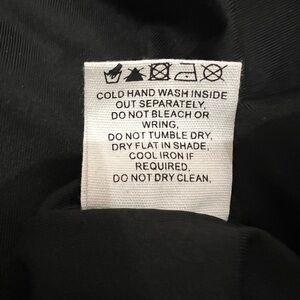 COLD HAND WASH INSIDE
OUT SEPARATELY,
DO NOT BLEACH OR
WRING,
DO NOT TUMBLE DRY,
DRY FLAT IN SHADE,
COOL IRON IF
REQUIRED,
DO NOT DRY CLEAN.